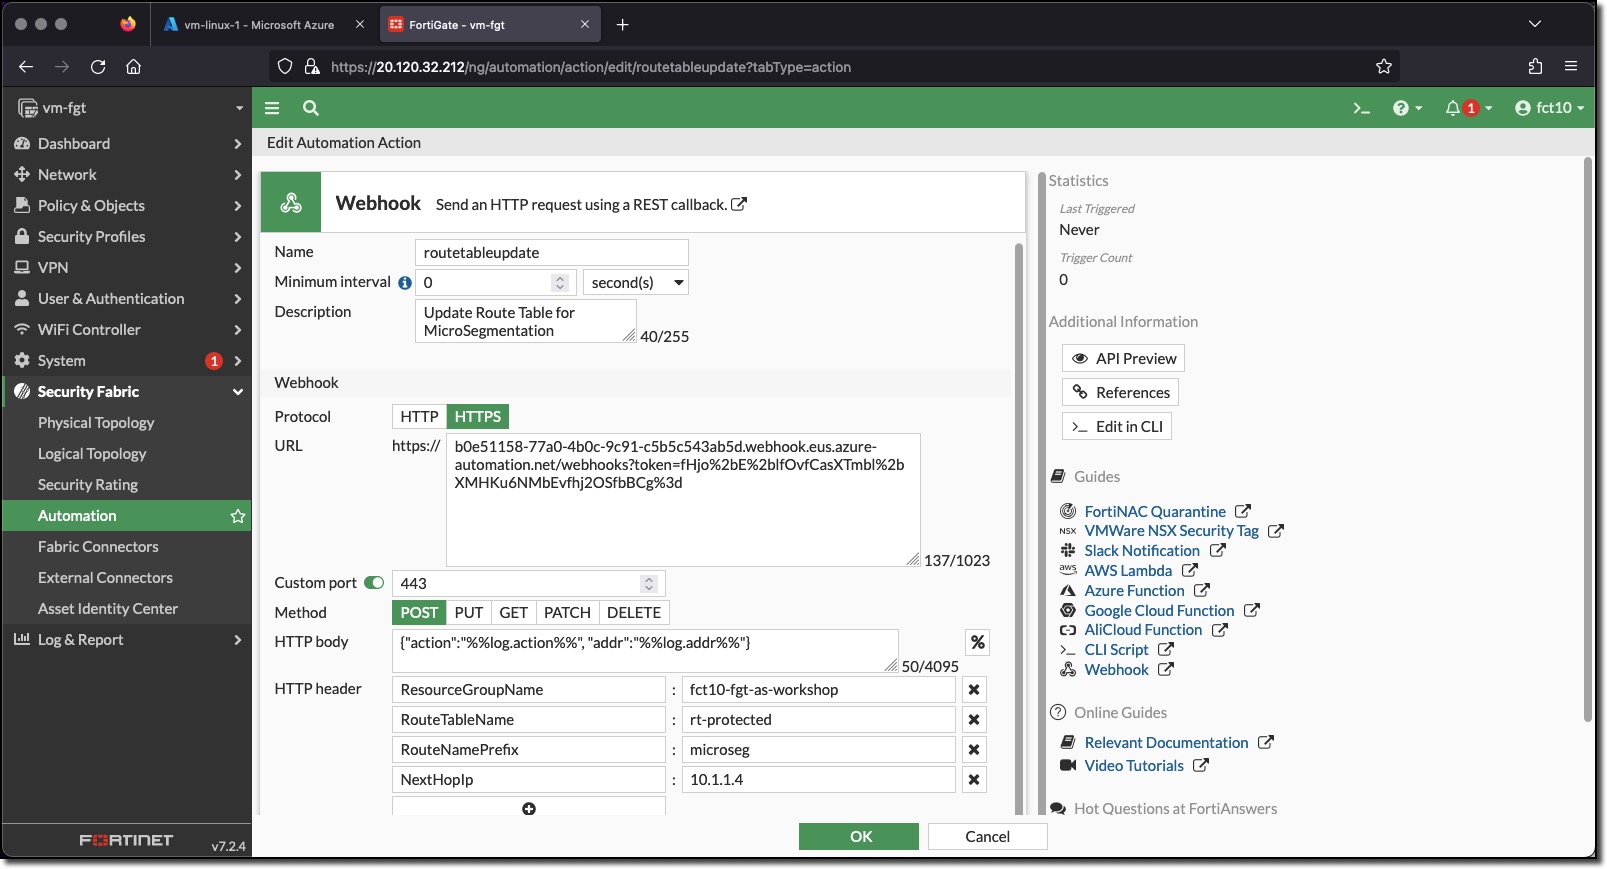 vm-linux-1 - Microsoft Azure
FortiGate - vm-fgt
https://20.120.32.212/ng/automation/action/edit/routetableupdate?tabType=action
vm-fgt
1
fct10
Dashboard
Network
Policy & Objects
Security Profiles
VPN
User & Authentication
WiFi Controller
System 1
Security Fabric
Physical Topology
Logical Topology
Security Rating
Automation
Fabric Connectors
External Connectors
Asset Identity Center
Log & Report
FORTINET v7.2.4
Edit Automation Action
Webhook Send an HTTP request using a REST callback.
Name routetableupdate
Minimum interval 0 second(s)
Description Update Route Table for
MicroSegmentation 40/255
Webhook
Protocol HTTP HTTPS
URL https:// b0e51158-77a0-4b0c-9c91-c5b5c543ab5d.webhook.eus.azure-
automation.net/webhooks?token=fHjo%2bE%2blfOvfCasXTmbl%2b
XMHKu6NMbEvfhj2OSfbBCg%3d
137/1023
Custom port 443
Method POST PUT GET PATCH DELETE
HTTP body {"action":"%%log.action%%", "addr":"%%log.addr%%"} %
50/4095
HTTP header ResourceGroupName : fct10-fgt-as-workshop
RouteTableName : rt-protected
RouteNamePrefix : microseg
NextHopIp : 10.1.1.4
OK Cancel
Statistics
Last Triggered
Never
Trigger Count
0
Additional Information
API Preview
References
>_ Edit in CLI
Guides
FortiNAC Quarantine
NSX VMWare NSX Security Tag
Slack Notification
aws AWS Lambda
Azure Function
Google Cloud Function
AliCloud Function
>_ CLI Script
Webhook
Online Guides
Relevant Documentation
Video Tutorials
Hot Questions at FortiAnswers